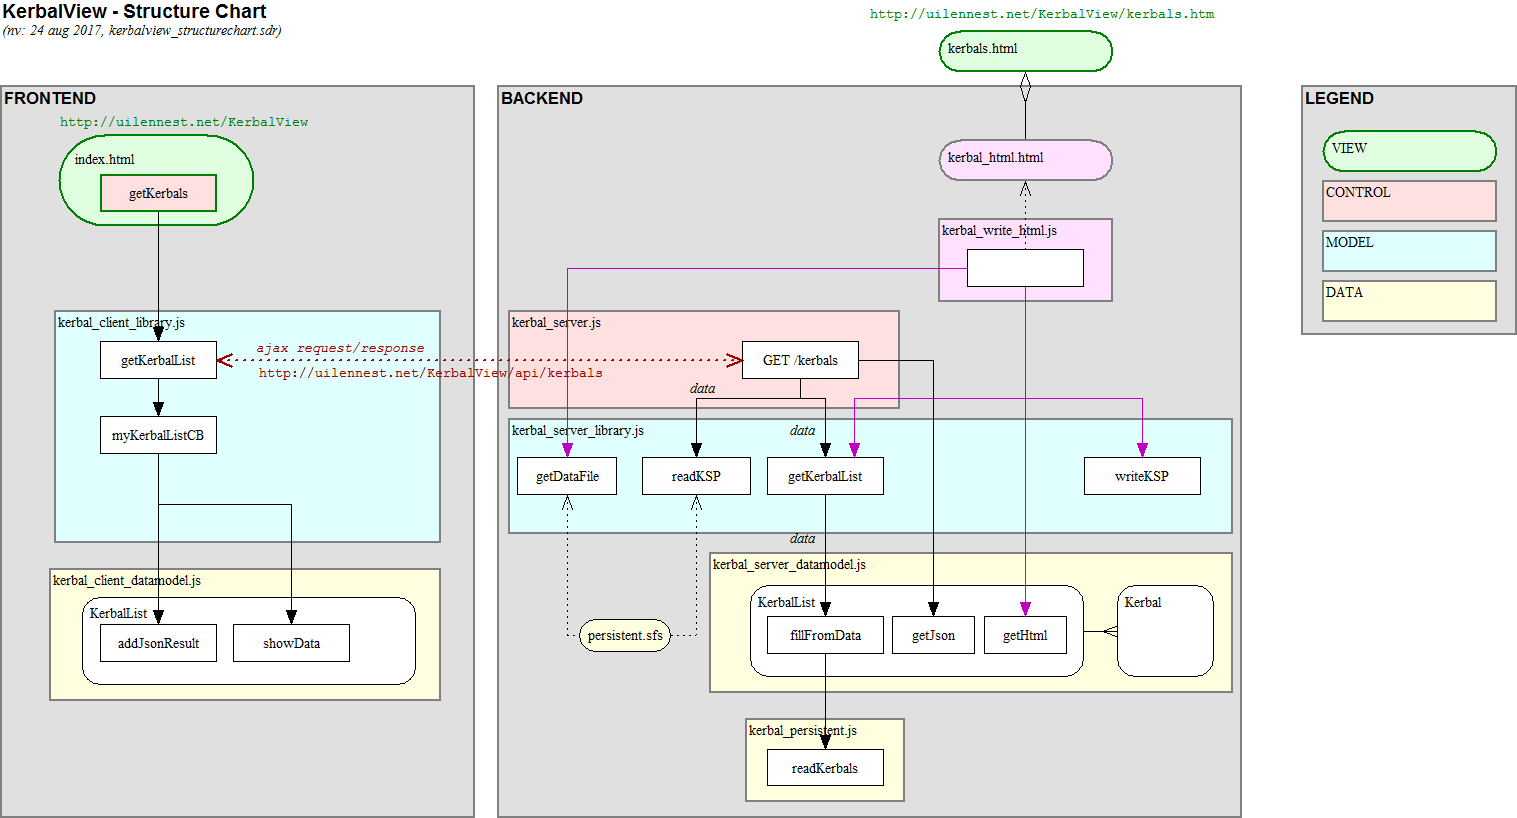 KerbalView - Structure Chart
(nv: 24 aug 2017, kerbalview_structurechart.sdr)
http://uilennest.net/KerbalView/kerbals.htm
kerbals.html
FRONTEND
http://uilennest.net/KerbalView
index.html
getKerbals
kerbal_client_library.js
getKerbalList
myKerbalListCB
kerbal_client_datamodel.js
KerbalList
addJsonResult
showData
ajax request/response
http://uilennest.net/KerbalView/api/kerbals
BACKEND
kerbal_html.html
kerbal_write_html.js
kerbal_server.js
GET /kerbals
data
kerbal_server_library.js
data
getDataFile
readKSP
getKerbalList
writeKSP
data
kerbal_server_datamodel.js
KerbalList
Kerbal
persistent.sfs
fillFromData
getJson
getHtml
kerbal_persistent.js
readKerbals
LEGEND
VIEW
CONTROL
MODEL
DATA